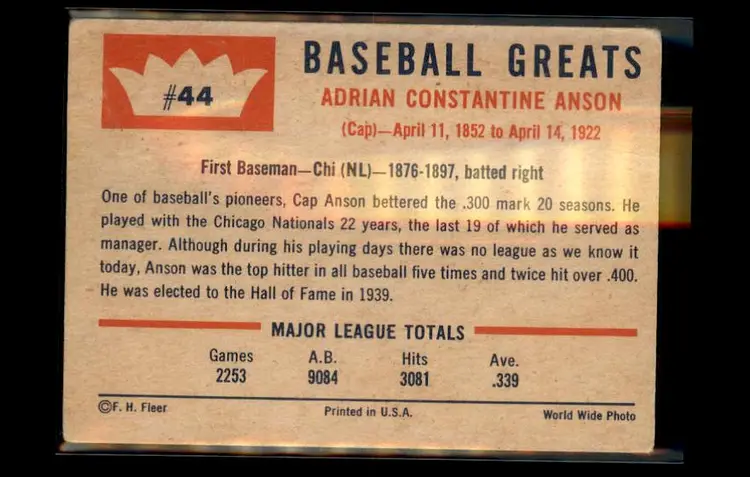 #44
BASEBALL GREATS
ADRIAN CONSTANTINE ANSON
(Cap)—April 11, 1852 to April 14, 1922
First Baseman—Chi (NL)—1876-1897, batted right
One of baseball's pioneers, Cap Anson bettered the .300 mark 20 seasons. He
played with the Chicago Nationals 22 years, the last 19 of which he served as
manager. Although during his playing days there was no league as we know it
today, Anson was the top hitter in all baseball five times and twice hit over .400.
He was elected to the Hall of Fame in 1939.
MAJOR LEAGUE TOTALS
Games A.B. Hits Ave.
2253 9084 3081 .339
©F. H. Fleer Printed in U.S.A. World Wide Photo